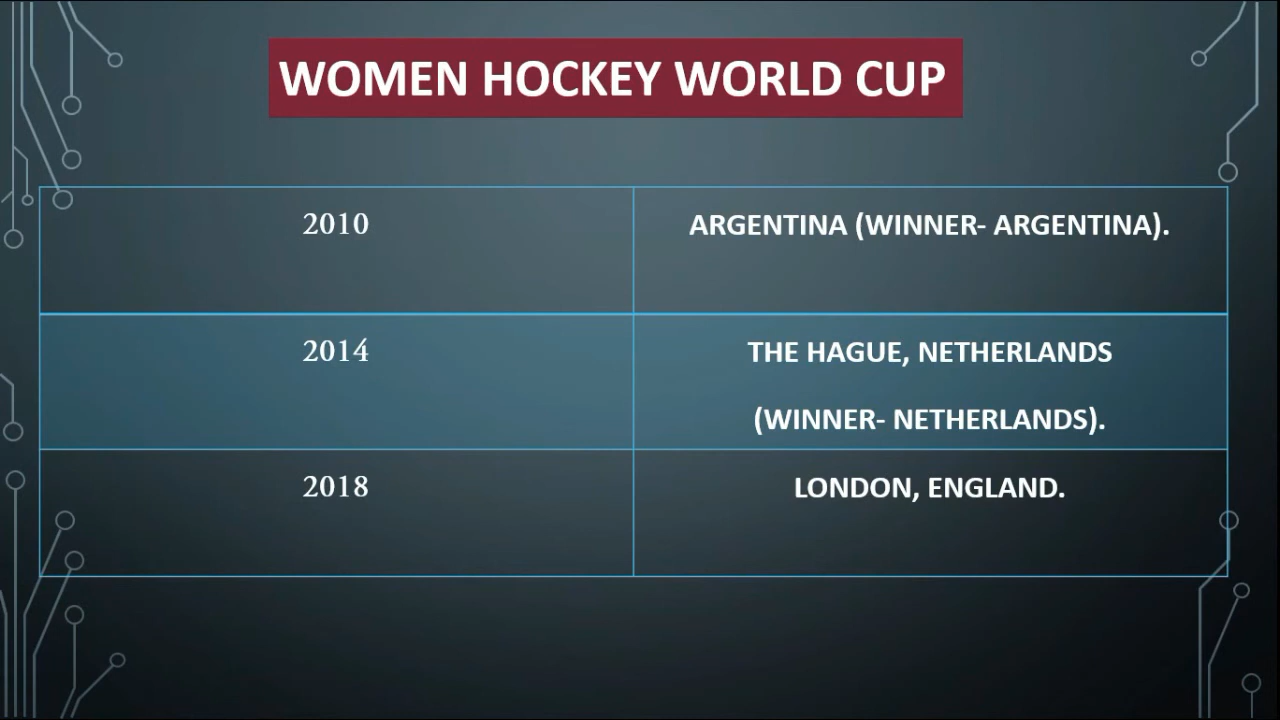 WOMEN HOCKEY WORLD CUP
2010
ARGENTINA (WINNER- ARGENTINA).
2014
THE HAGUE, NETHERLANDS
(WINNER- NETHERLANDS).
2018
LONDON, ENGLAND.